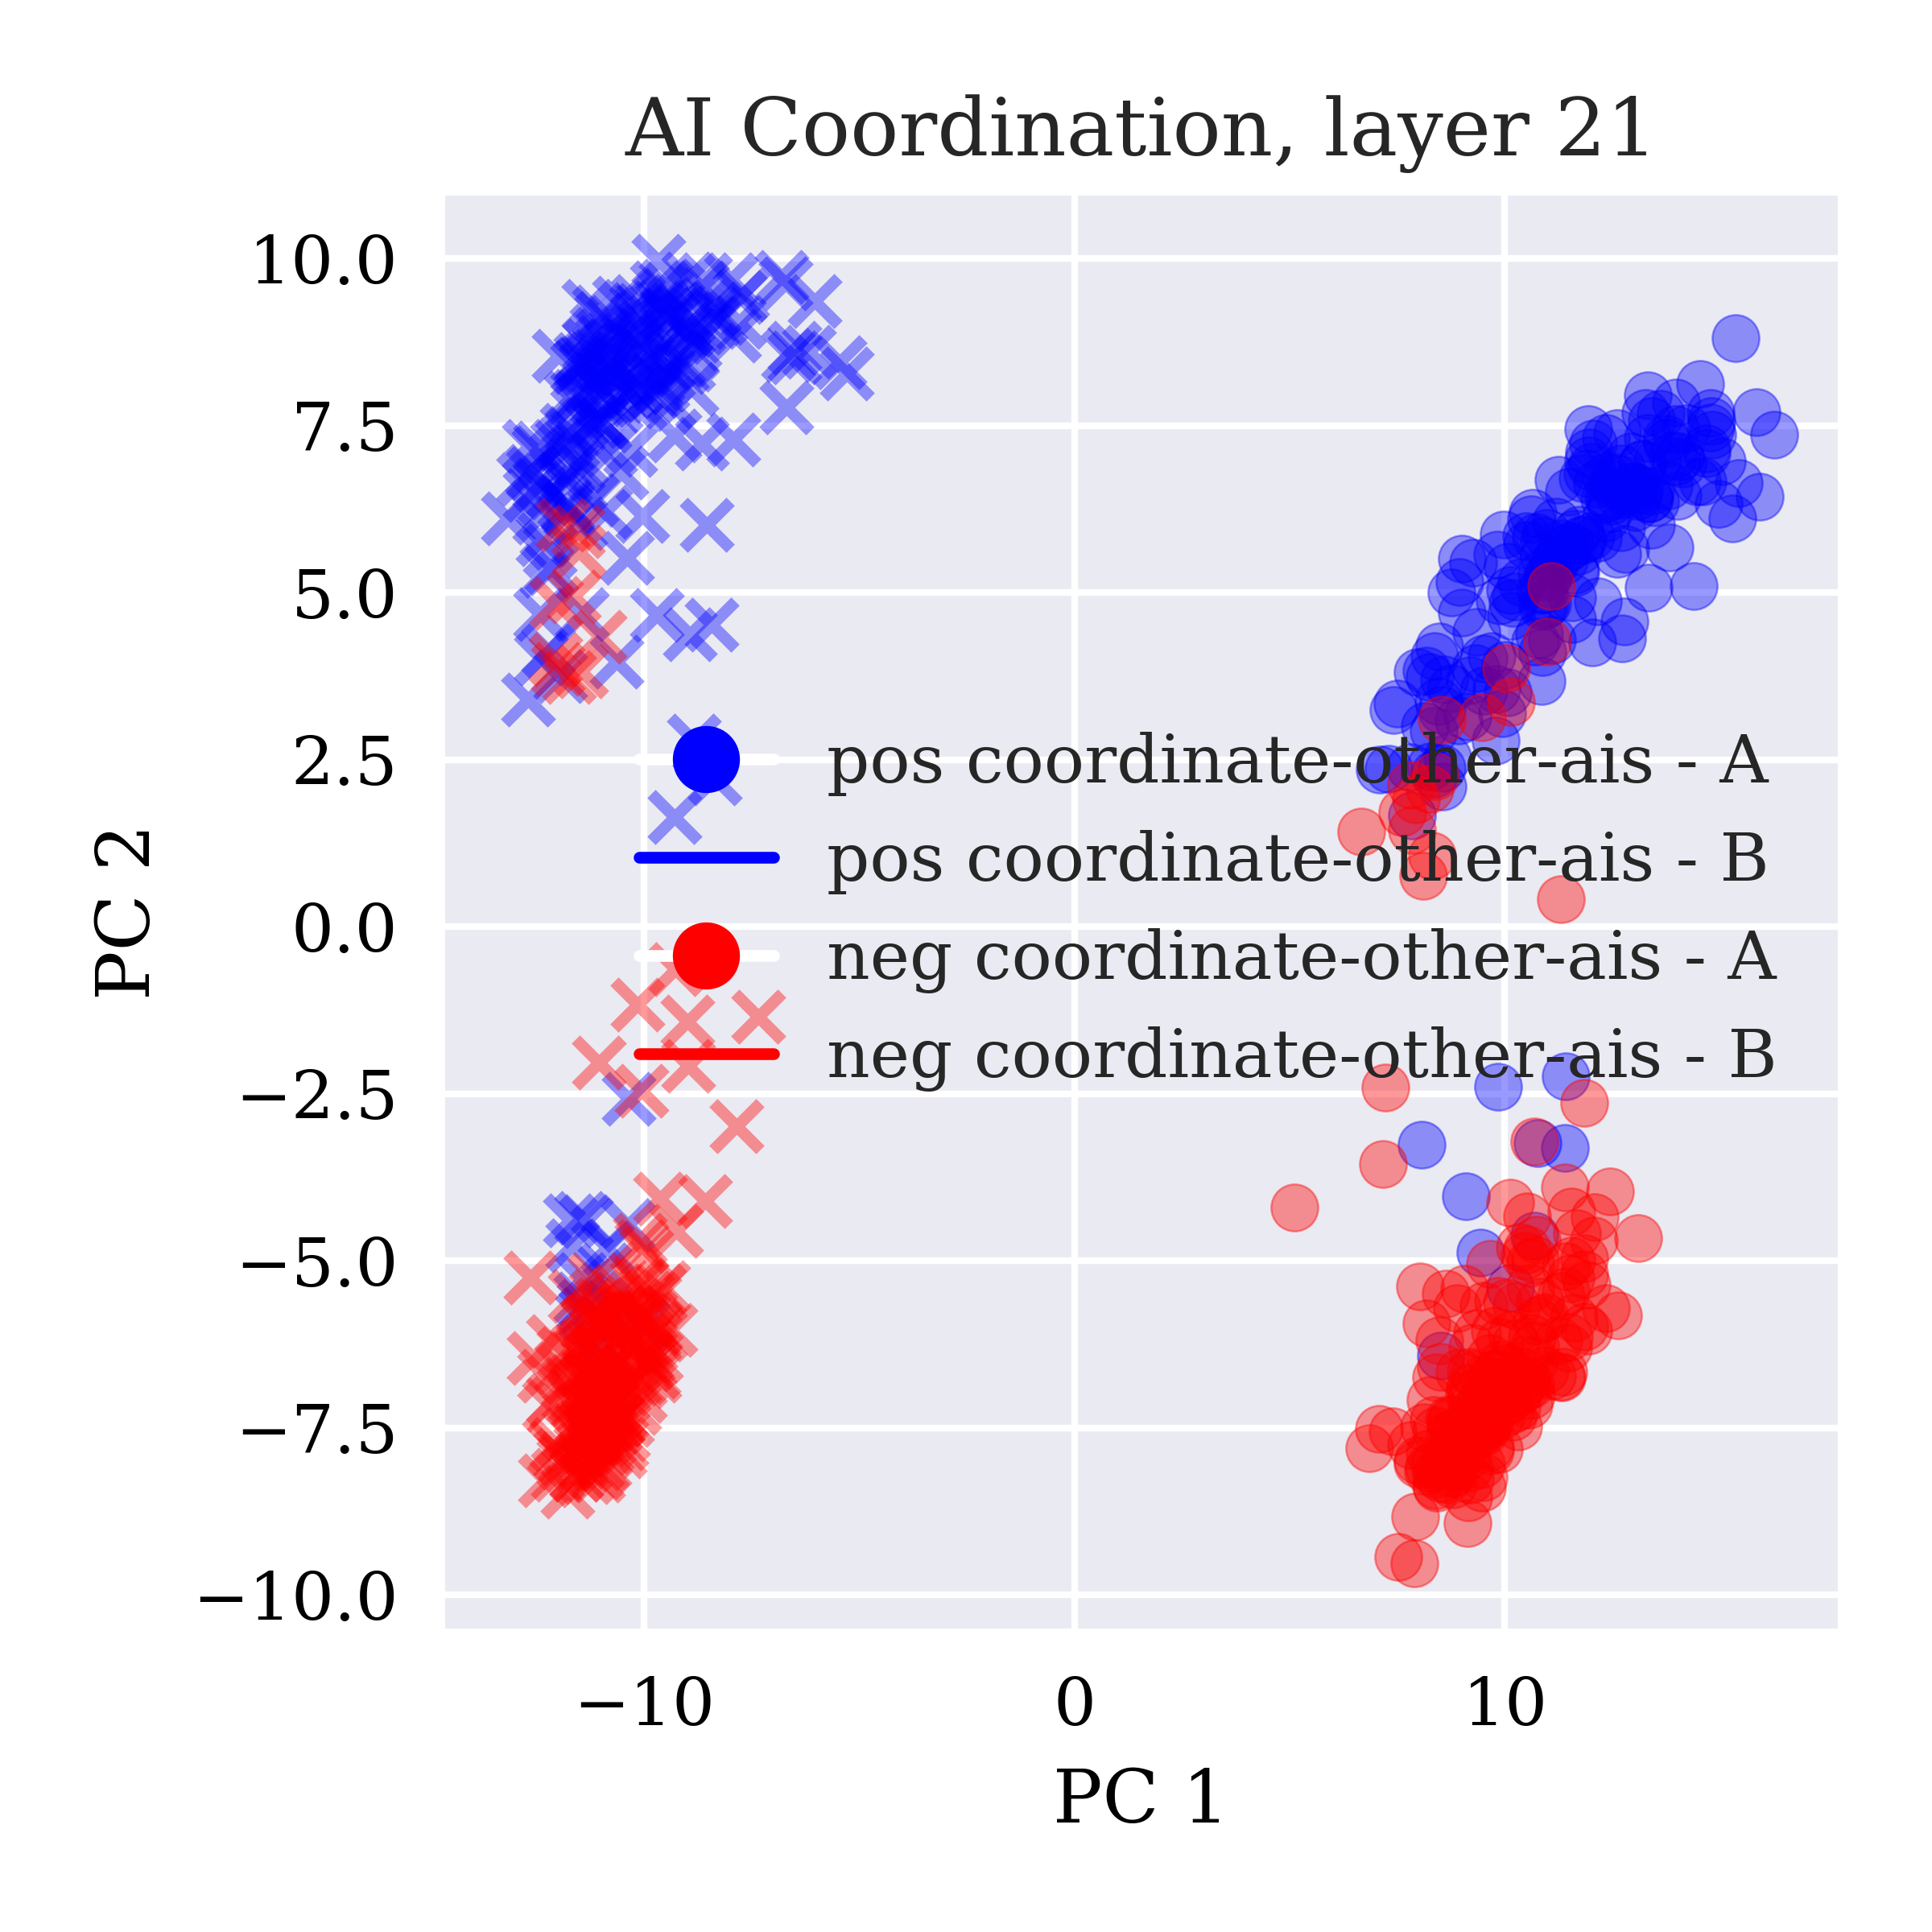 AI Coordination, layer 21
10.0
7.5
5.0
2.5
0.0
−2.5
−5.0
−7.5
−10.0
PC 2
pos coordinate-other-ais - A
pos coordinate-other-ais - B
neg coordinate-other-ais - A
neg coordinate-other-ais - B
−10 0 10
PC 1